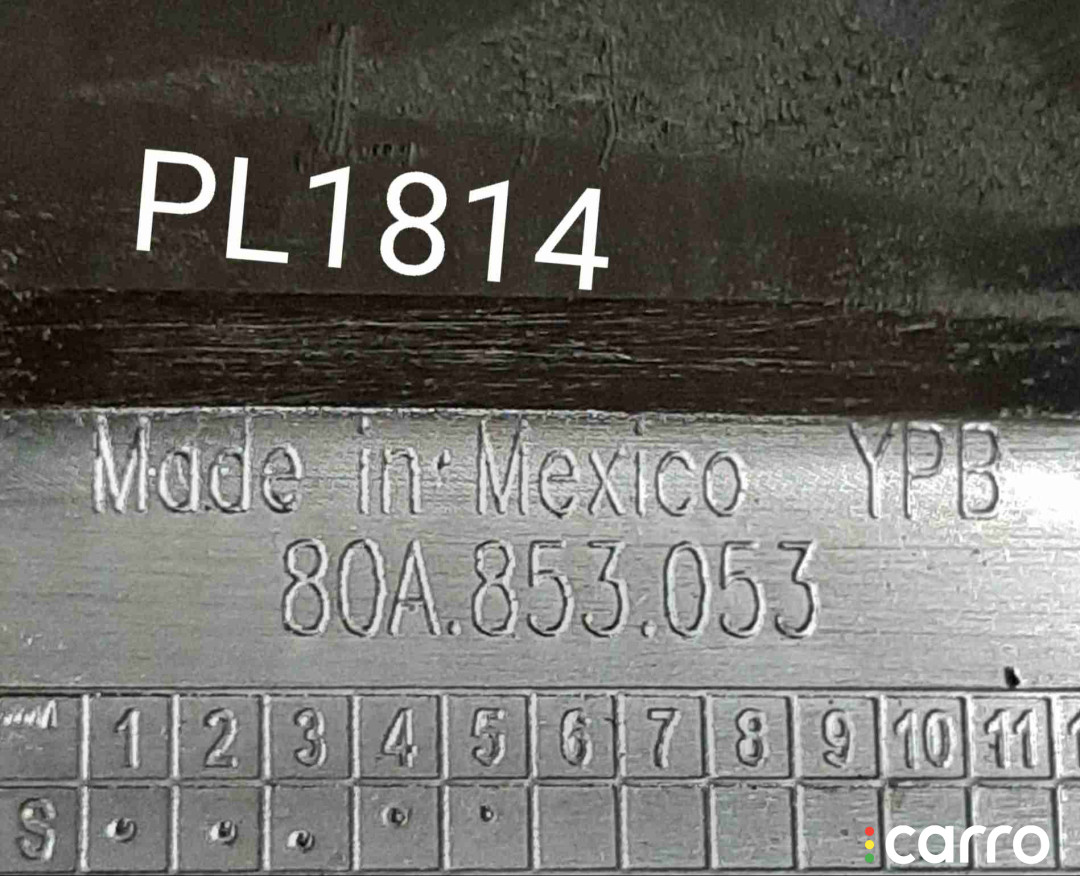 PL1814
Made in Mexico YPB
80A.853.053
1 2 3 4 5 6 7 8 9 10 11
S
carro